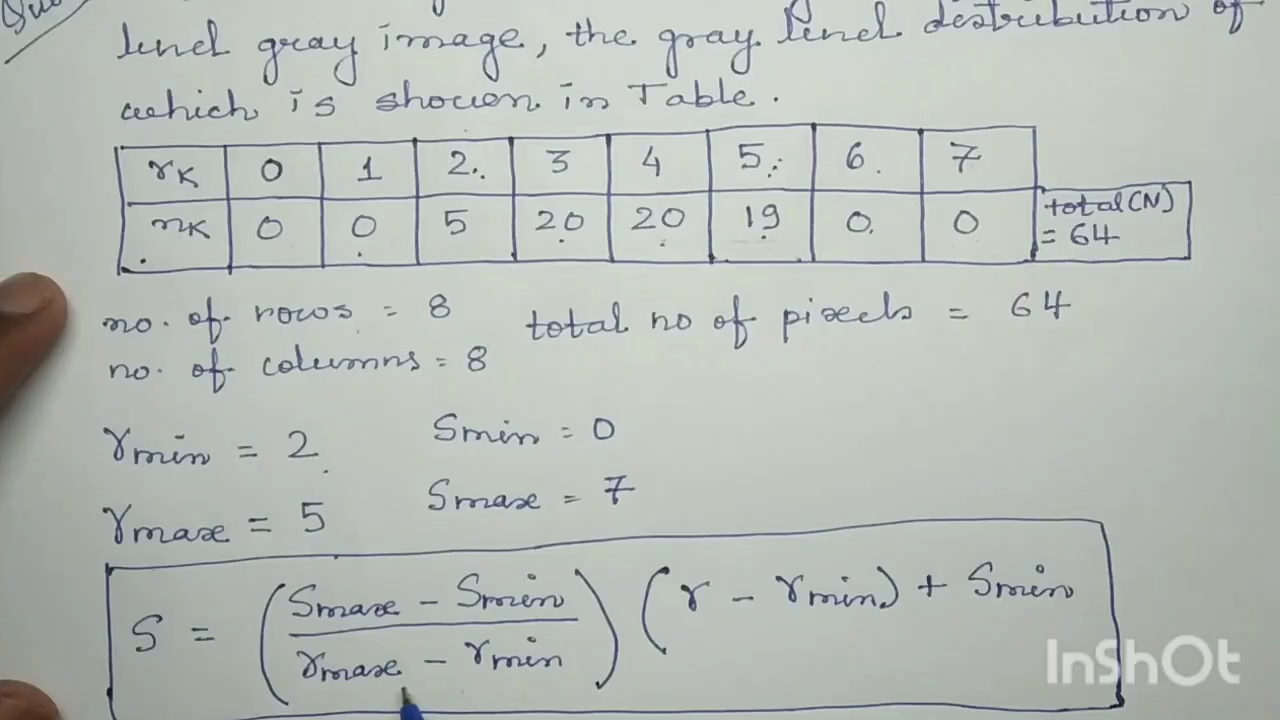 level gray image, the gray level destribution of
which is shown in Table.
rK 0 1 2 3 4 5 6 7
nK 0 0 5 20 20 19 0 0 total(N) = 64
no. of rows = 8 total no of pixels = 64
no. of columns = 8
rmin = 2 Smin = 0
rmax = 5 Smax = 7
S = (Smax - Smin / rmax - rmin) (r - rmin) + Smin
InShOt